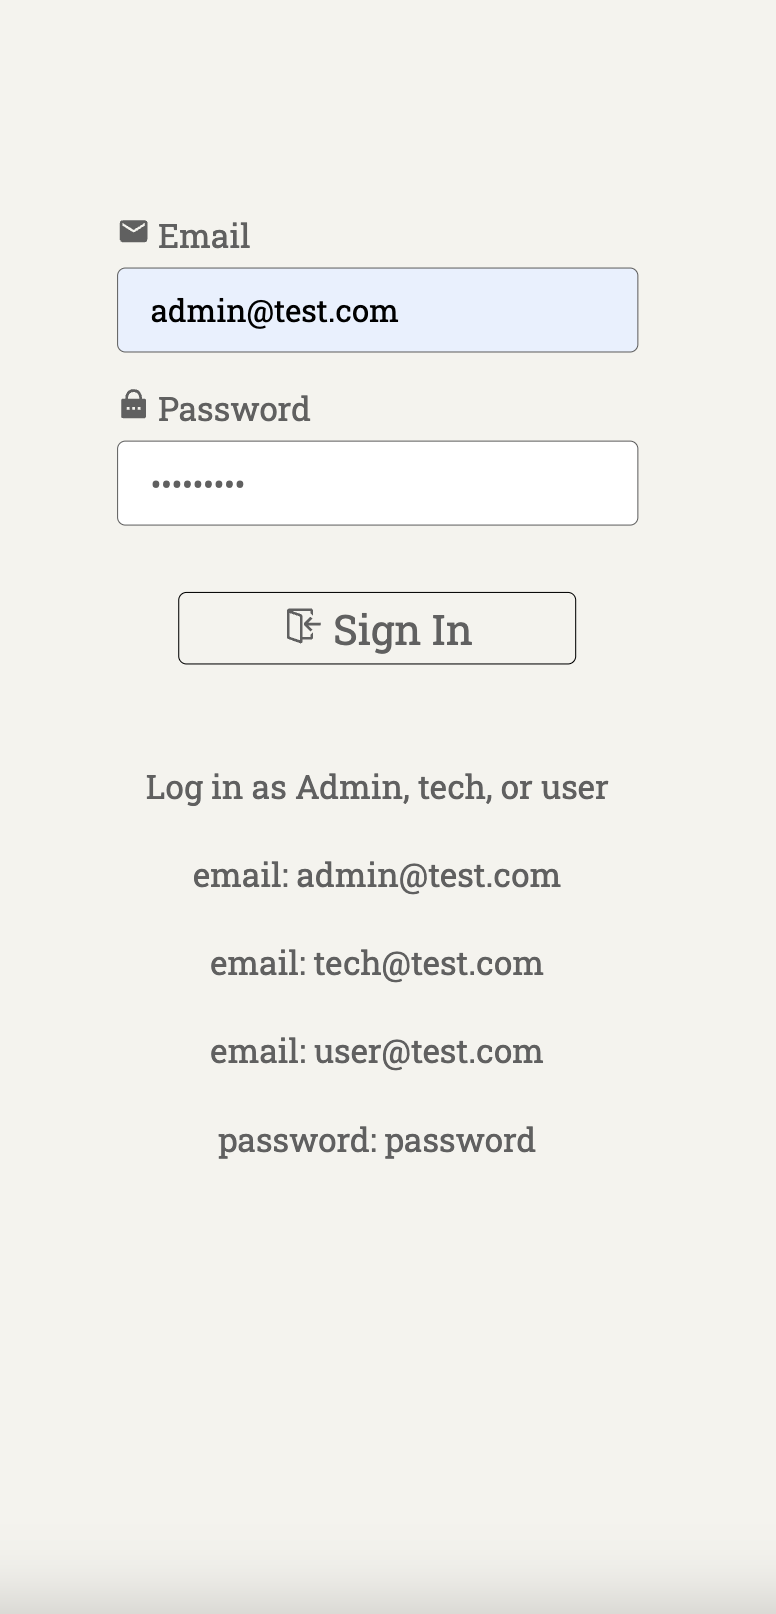 Email
admin@test.com
Password
•••••••••
Sign In
Log in as Admin, tech, or user
email: admin@test.com
email: tech@test.com
email: user@test.com
password: password